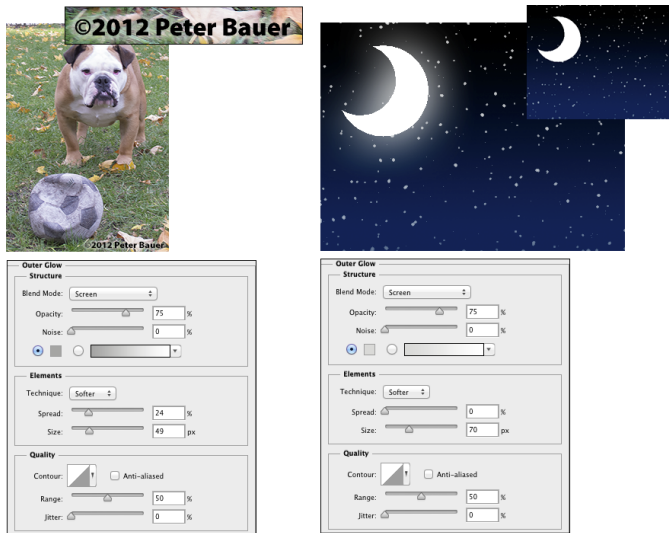 ©2012 Peter Bauer
©2012 Peter Bauer
Outer Glow
Structure
Blend Mode: Screen
Opacity: 75 %
Noise: 0 %
Elements
Technique: Softer
Spread: 24 %
Size: 49 px
Quality
Contour: Anti-aliased
Range: 50 %
Jitter: 0 %
Outer Glow
Structure
Blend Mode: Screen
Opacity: 75 %
Noise: 0 %
Elements
Technique: Softer
Spread: 0 %
Size: 70 px
Quality
Contour: Anti-aliased
Range: 50 %
Jitter: 0 %